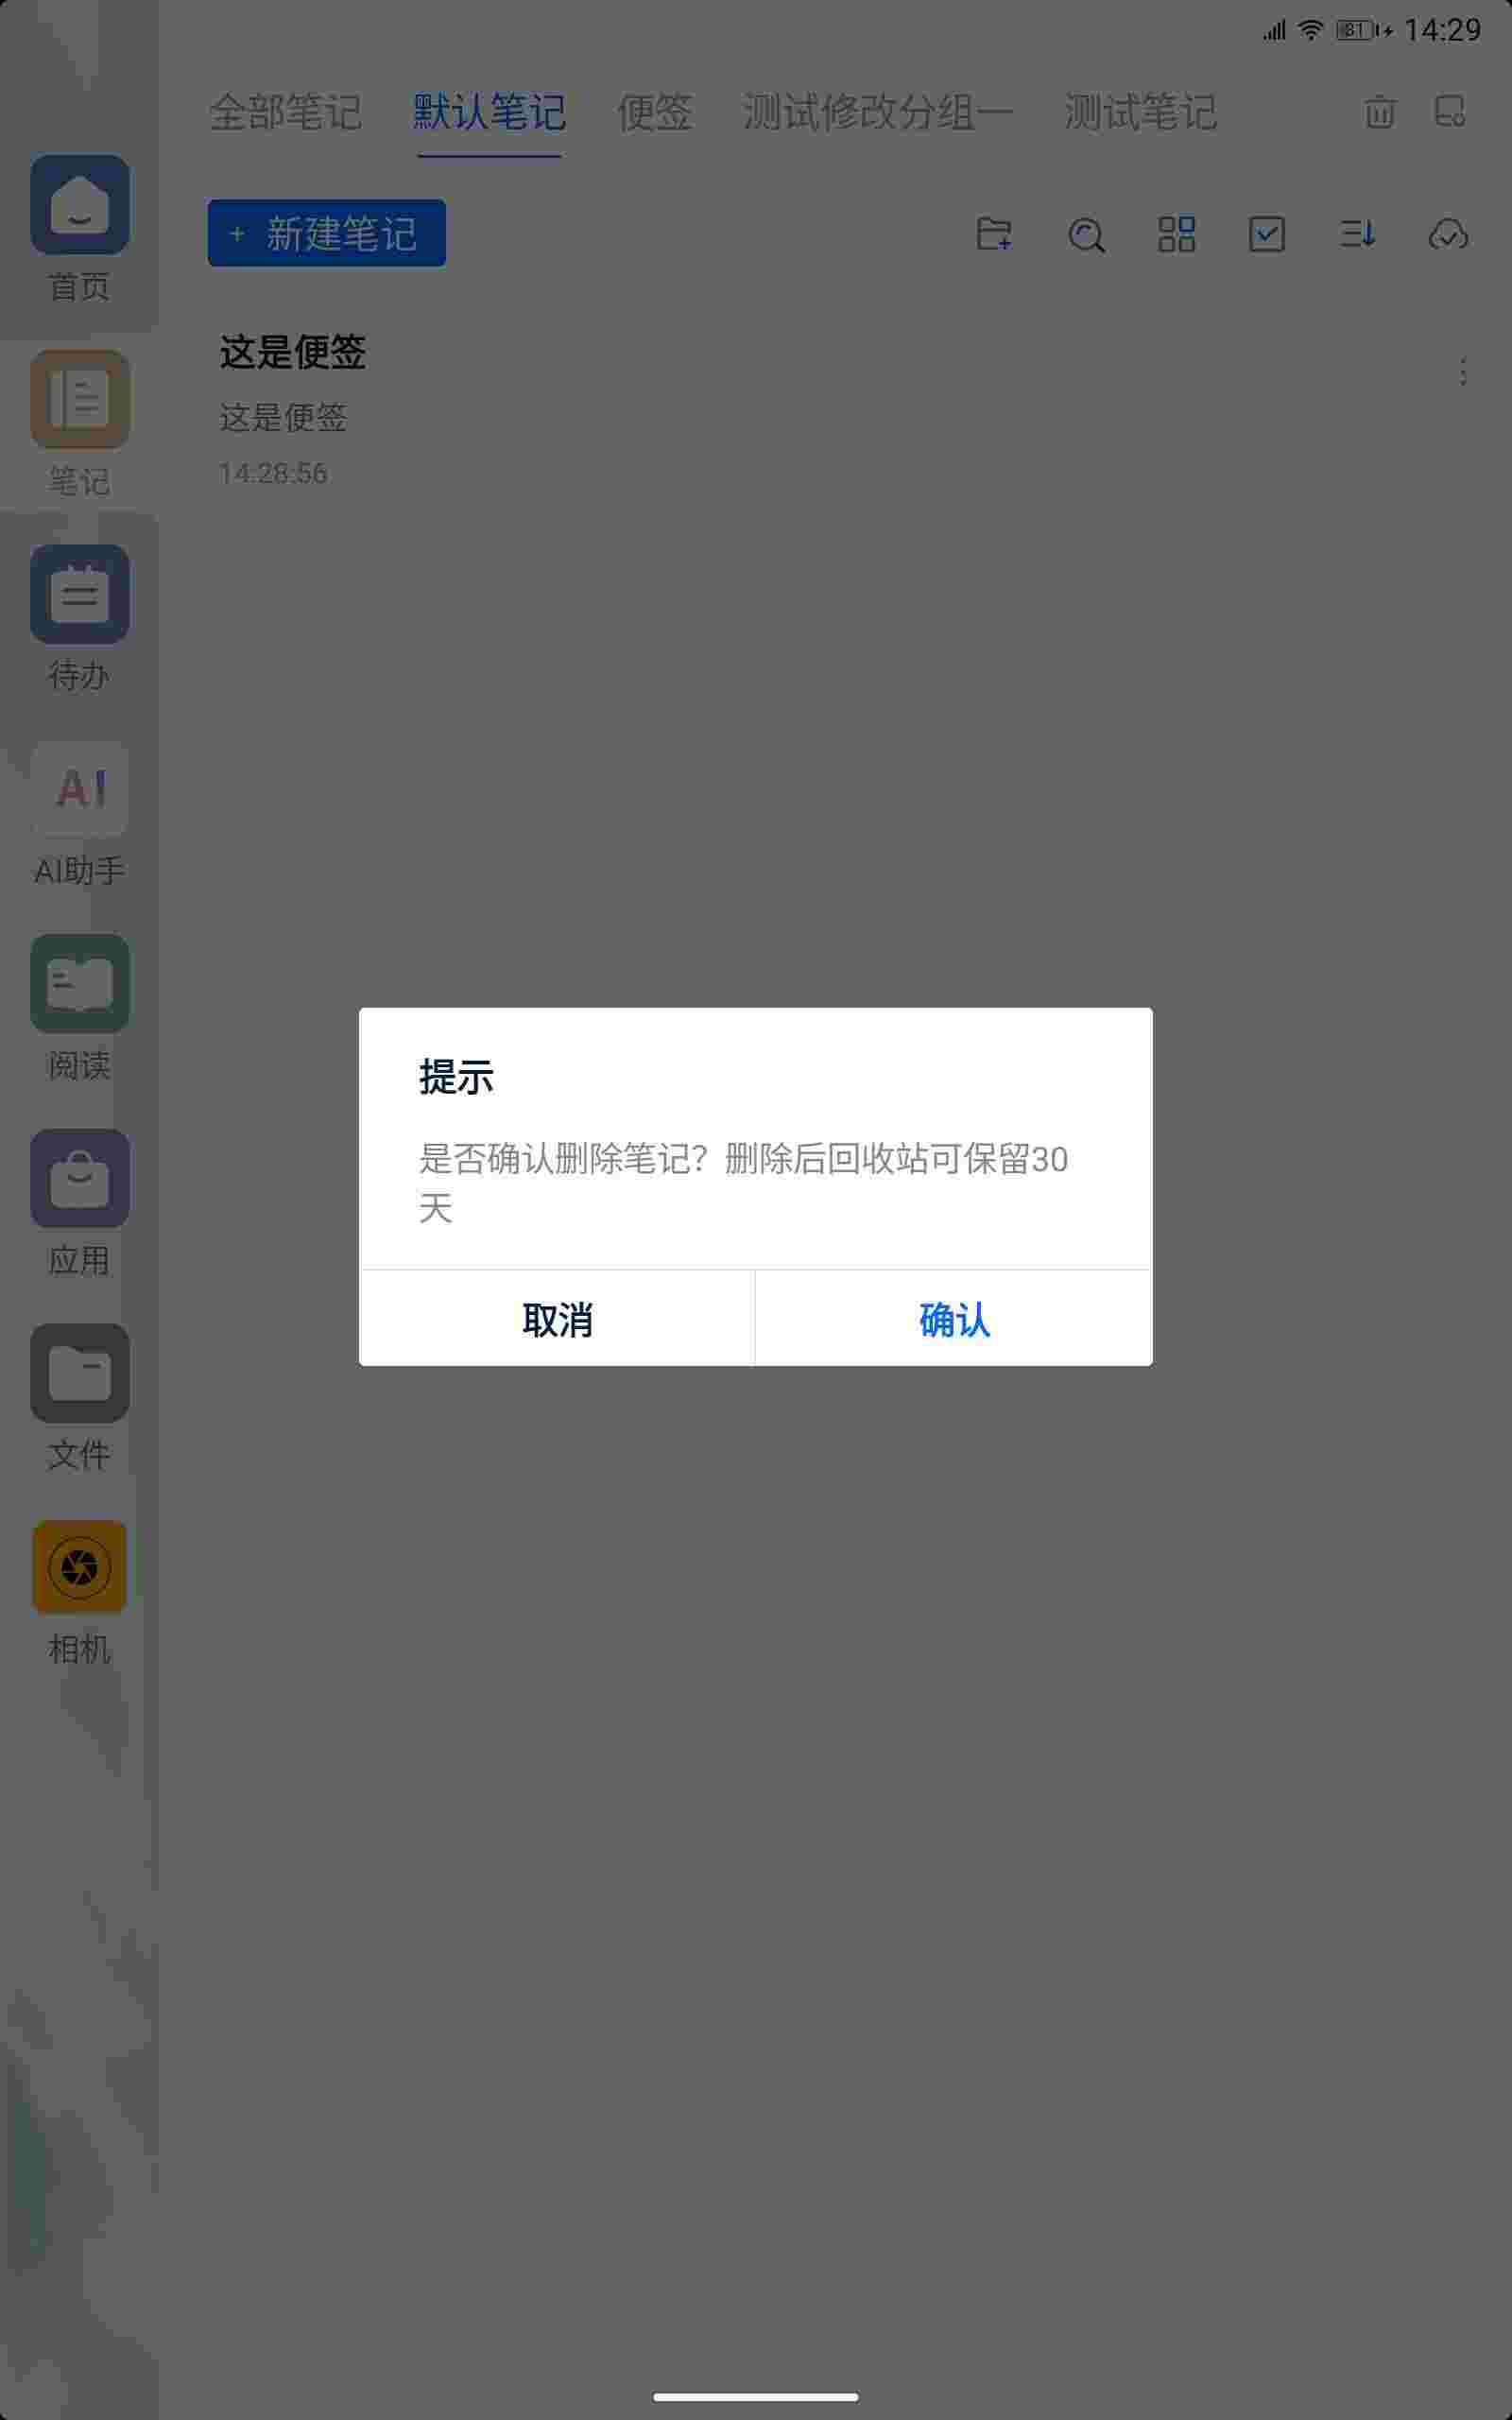 81 14:29
全部笔记 默认笔记 便签 测试修改分组一 测试笔记
+ 新建笔记
首页
笔记
待办
AI
AI助手
阅读
应用
文件
相机
这是便签
这是便签
14:28:56
提示
是否确认删除笔记？删除后回收站可保留30
天
取消 确认